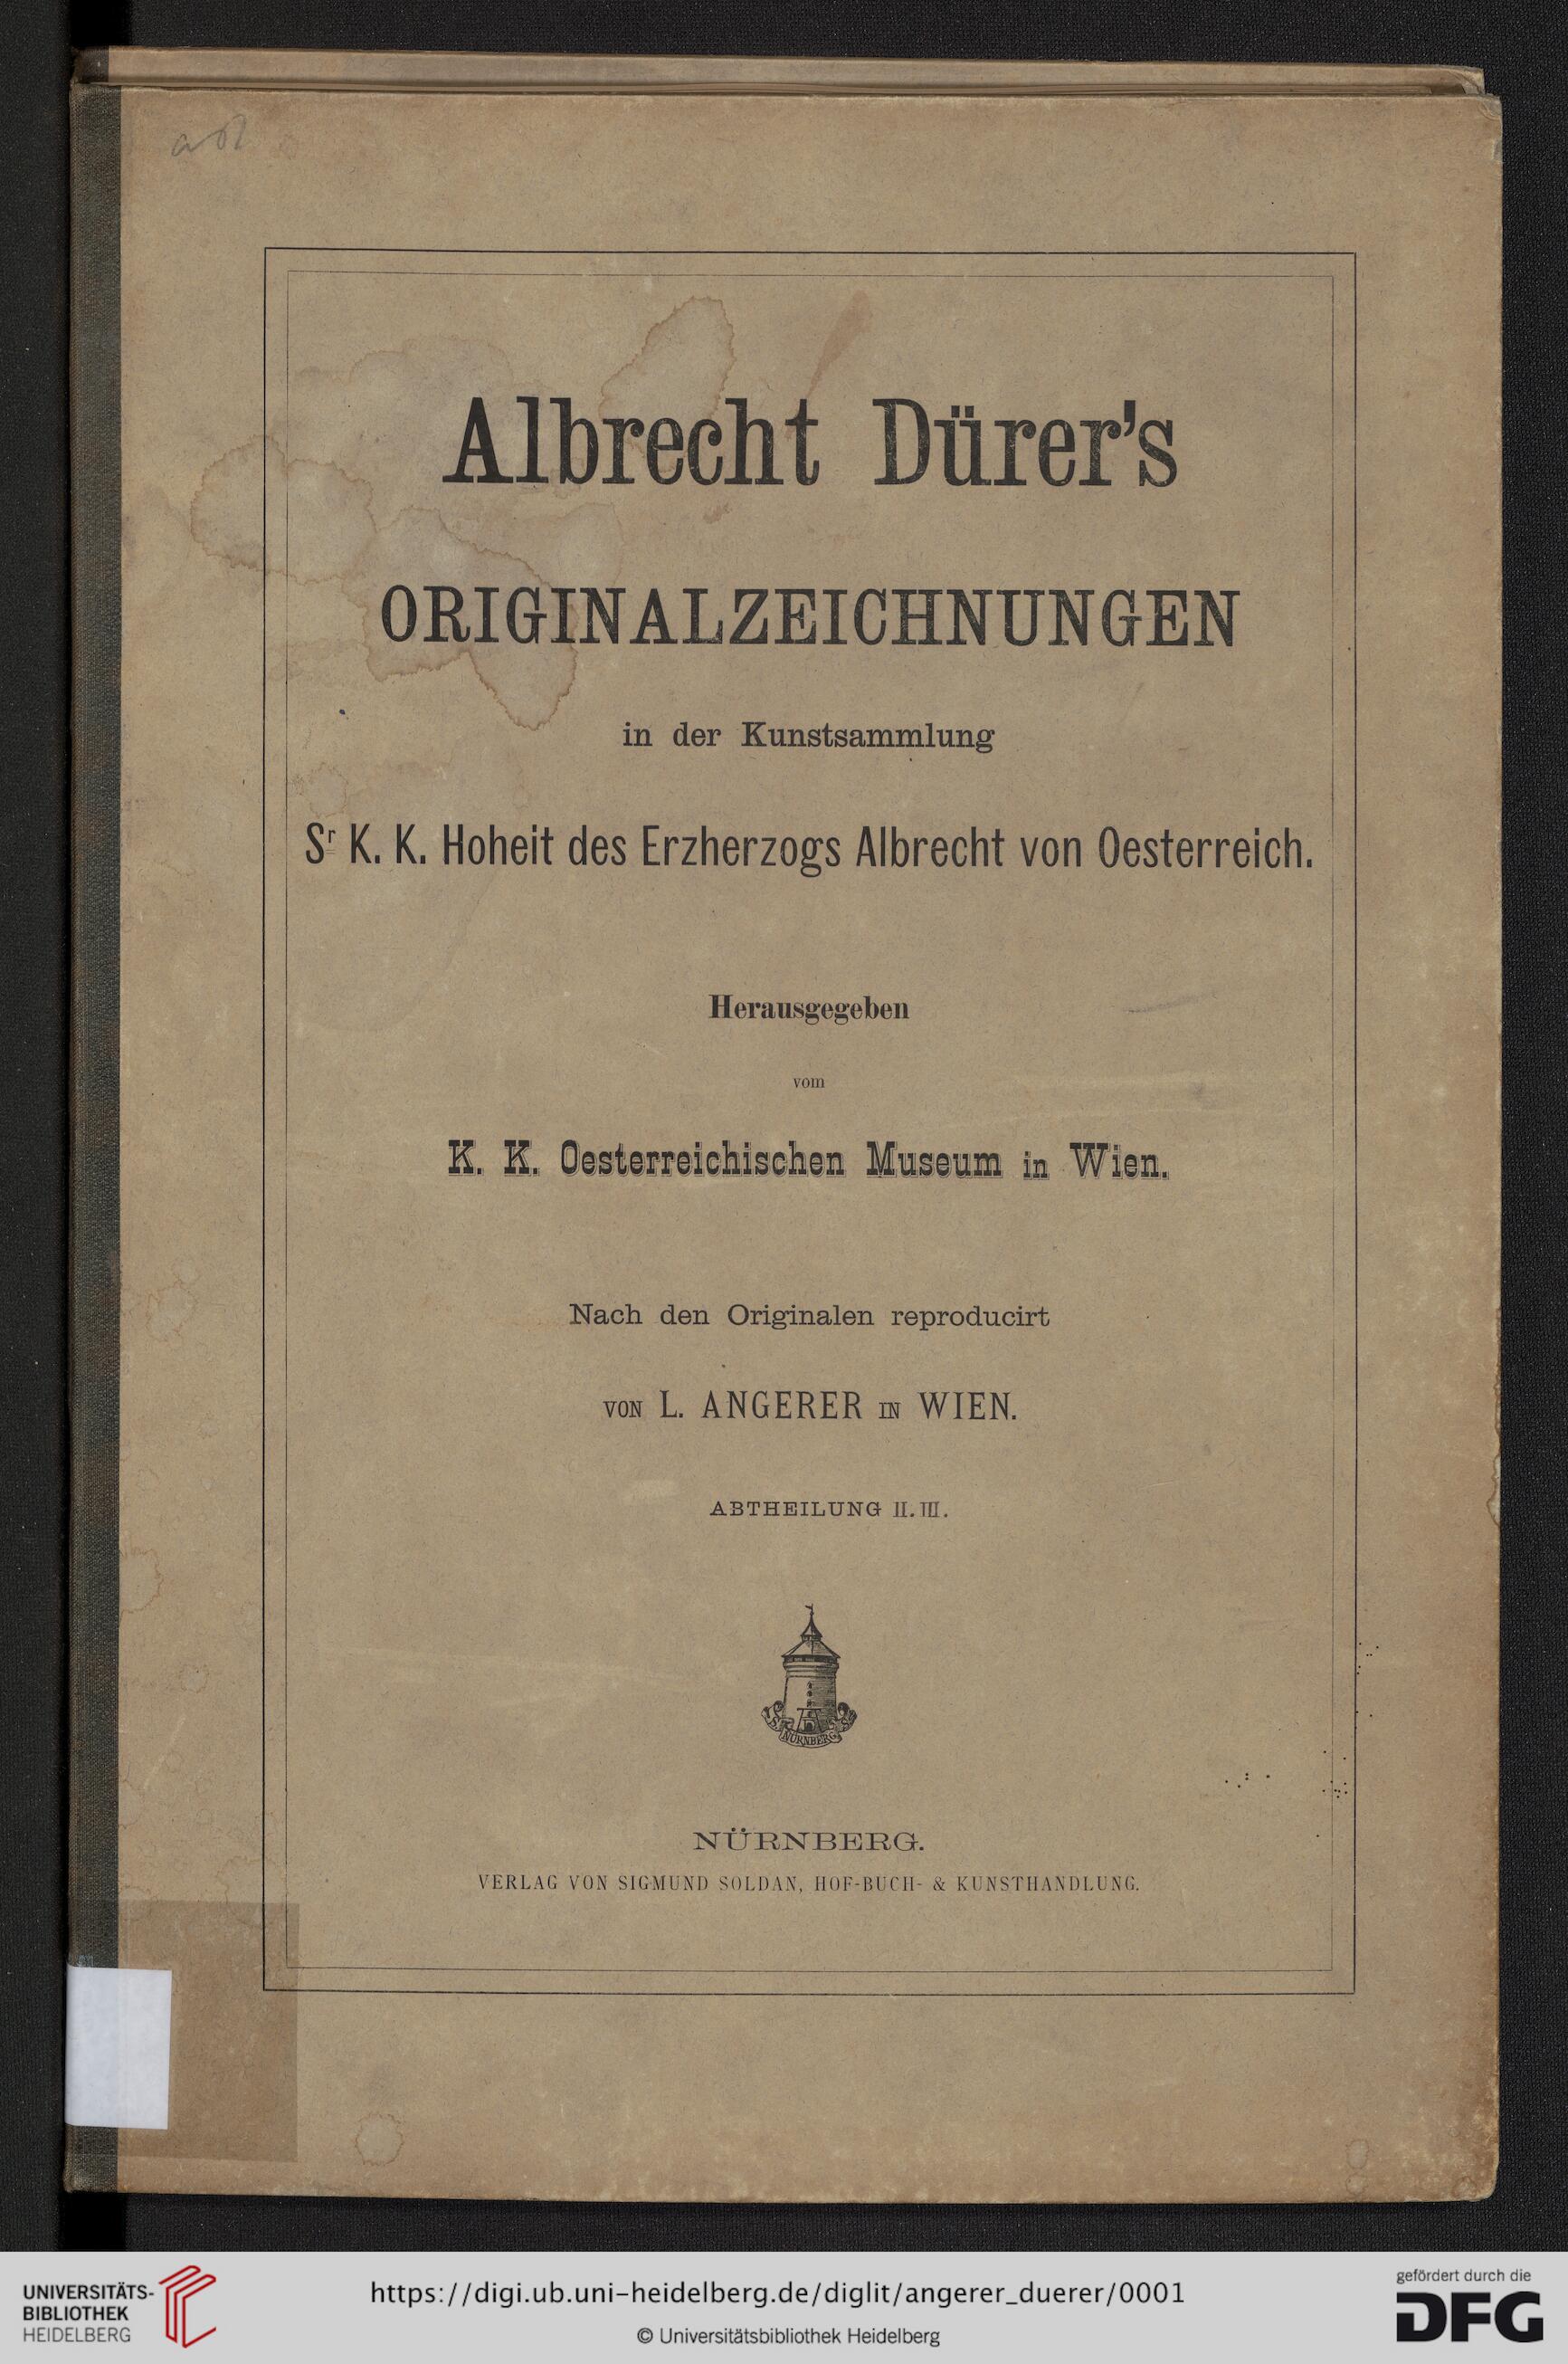 Albrecht Dürer's
ORIGINALZEICHNUNGEN
in der Kunstsammlung
Sr K. K. Hoheit des Erzherzogs Albrecht von Oesterreich.
Herausgegeben
vom
K. K. Oesterreichischen Museum in Wien.
Nach den Originalen reproducirt
VON L. ANGERER IN WIEN.
ABTHEILUNG II. III.
NÜRNBERG
NÜRNBERG.
VERLAG VON SIGMUND SOLDAN, HOF-BUCH- & KUNSTHANDLUNG.
UNIVERSITÄTS-
BIBLIOTHEK
HEIDELBERG
https://digi.ub.uni-heidelberg.de/diglit/angerer_duerer/0001
© Universitätsbibliothek Heidelberg
gefördert durch die
DFG